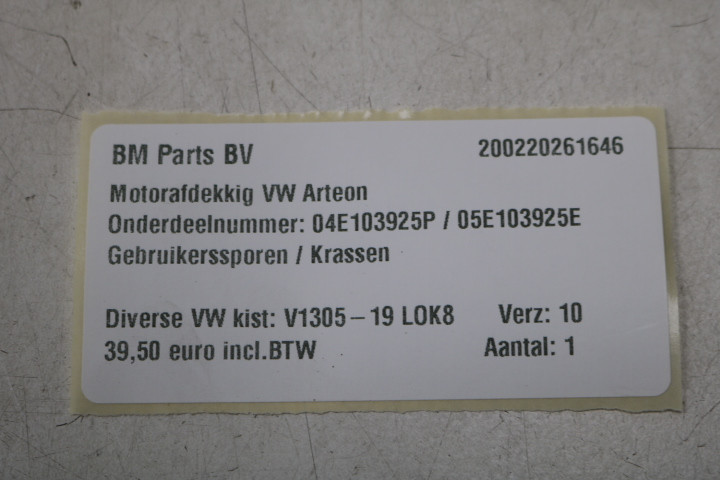 BM Parts BV 200220261646
Motorafdekkig VW Arteon
Onderdeelnummer: 04E103925P / 05E103925E
Gebruikerssporen / Krassen
Diverse VW kist: V1305 – 19 LOK8 Verz: 10
39,50 euro incl.BTW Aantal: 1